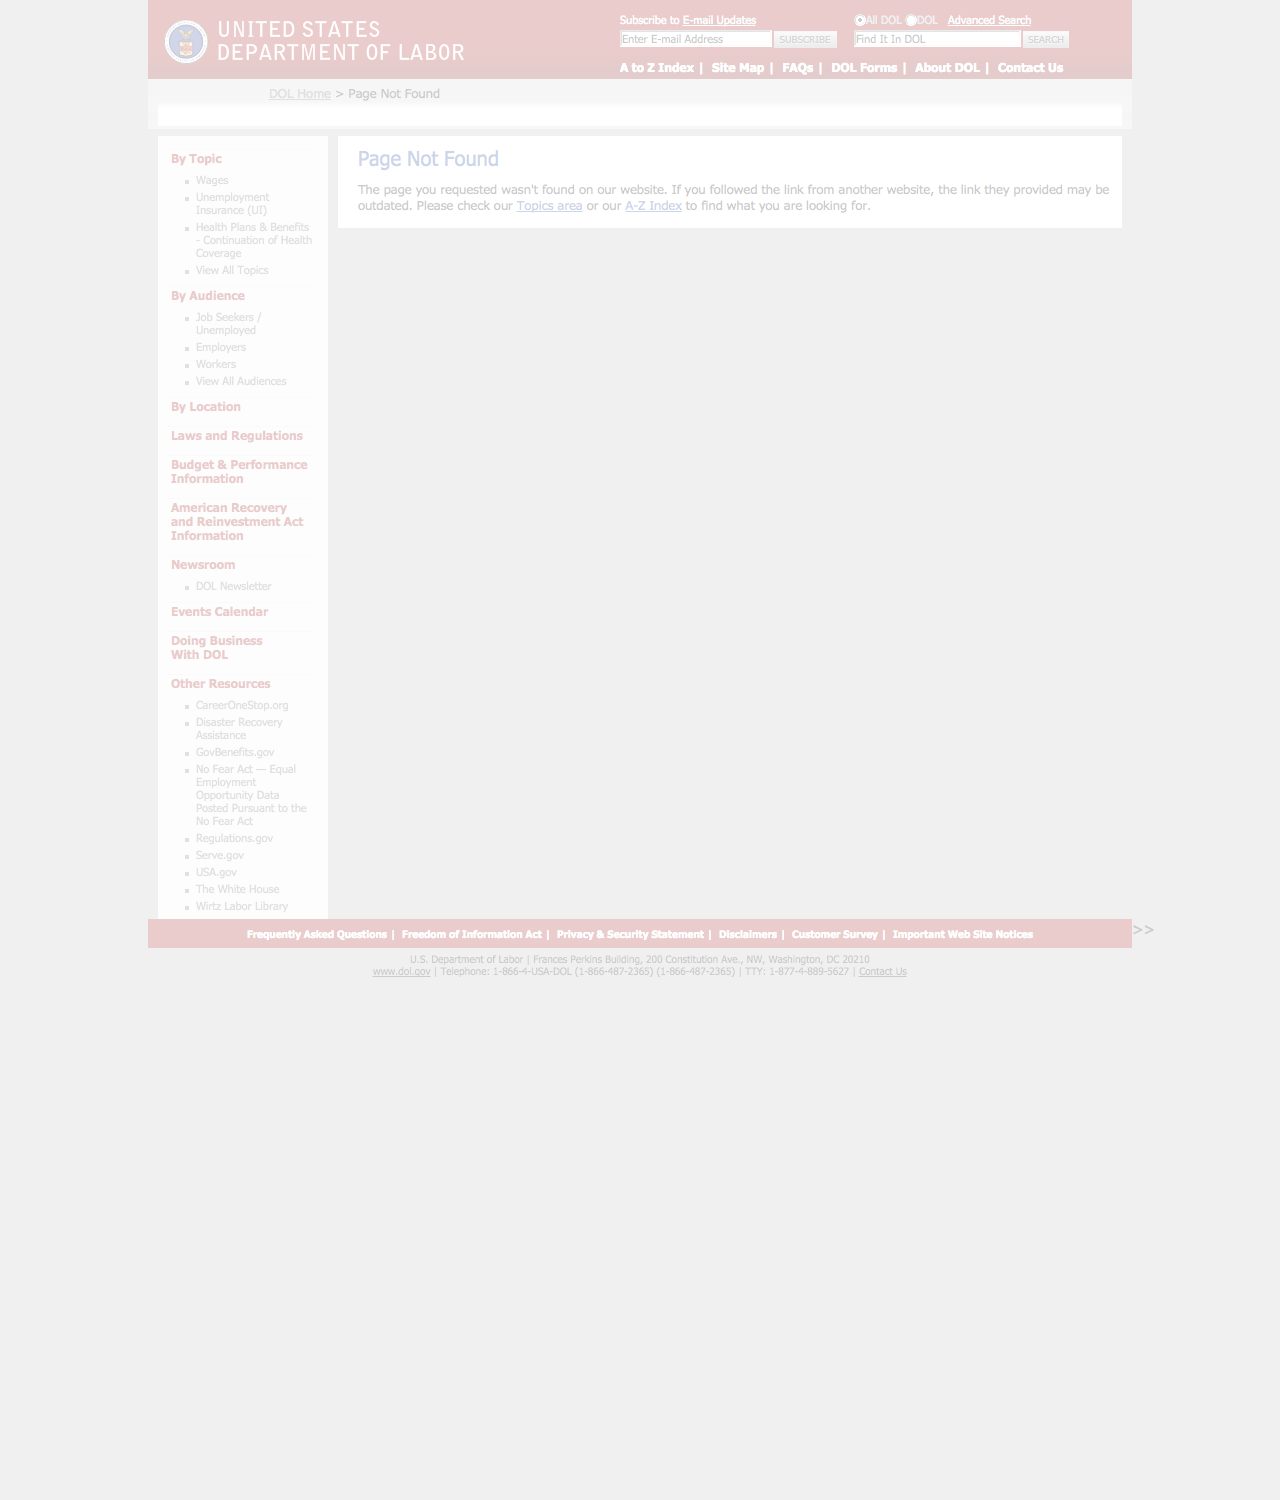 UNITED STATES
DEPARTMENT OF LABOR
Subscribe to E-mail Updates
All DOL DOL Advanced Search
Enter E-mail Address SUBSCRIBE
Find It In DOL SEARCH
A to Z Index | Site Map | FAQs | DOL Forms | About DOL | Contact Us
DOL Home > Page Not Found
By Topic
Wages
Unemployment
Insurance (UI)
Health Plans & Benefits
- Continuation of Health
Coverage
View All Topics
By Audience
Job Seekers /
Unemployed
Employers
Workers
View All Audiences
By Location
Laws and Regulations
Budget & Performance
Information
American Recovery
and Reinvestment Act
Information
Newsroom
DOL Newsletter
Events Calendar
Doing Business
With DOL
Other Resources
CareerOneStop.org
Disaster Recovery
Assistance
GovBenefits.gov
No Fear Act — Equal
Employment
Opportunity Data
Posted Pursuant to the
No Fear Act
Regulations.gov
Serve.gov
USA.gov
The White House
Wirtz Labor Library
Page Not Found
The page you requested wasn't found on our website. If you followed the link from another website, the link they provided may be
outdated. Please check our Topics area or our A-Z Index to find what you are looking for.
Frequently Asked Questions | Freedom of Information Act | Privacy & Security Statement | Disclaimers | Customer Survey | Important Web Site Notices
>>
U.S. Department of Labor | Frances Perkins Building, 200 Constitution Ave., NW, Washington, DC 20210
www.dol.gov | Telephone: 1-866-4-USA-DOL (1-866-487-2365) (1-866-487-2365) | TTY: 1-877-4-889-5627 | Contact Us